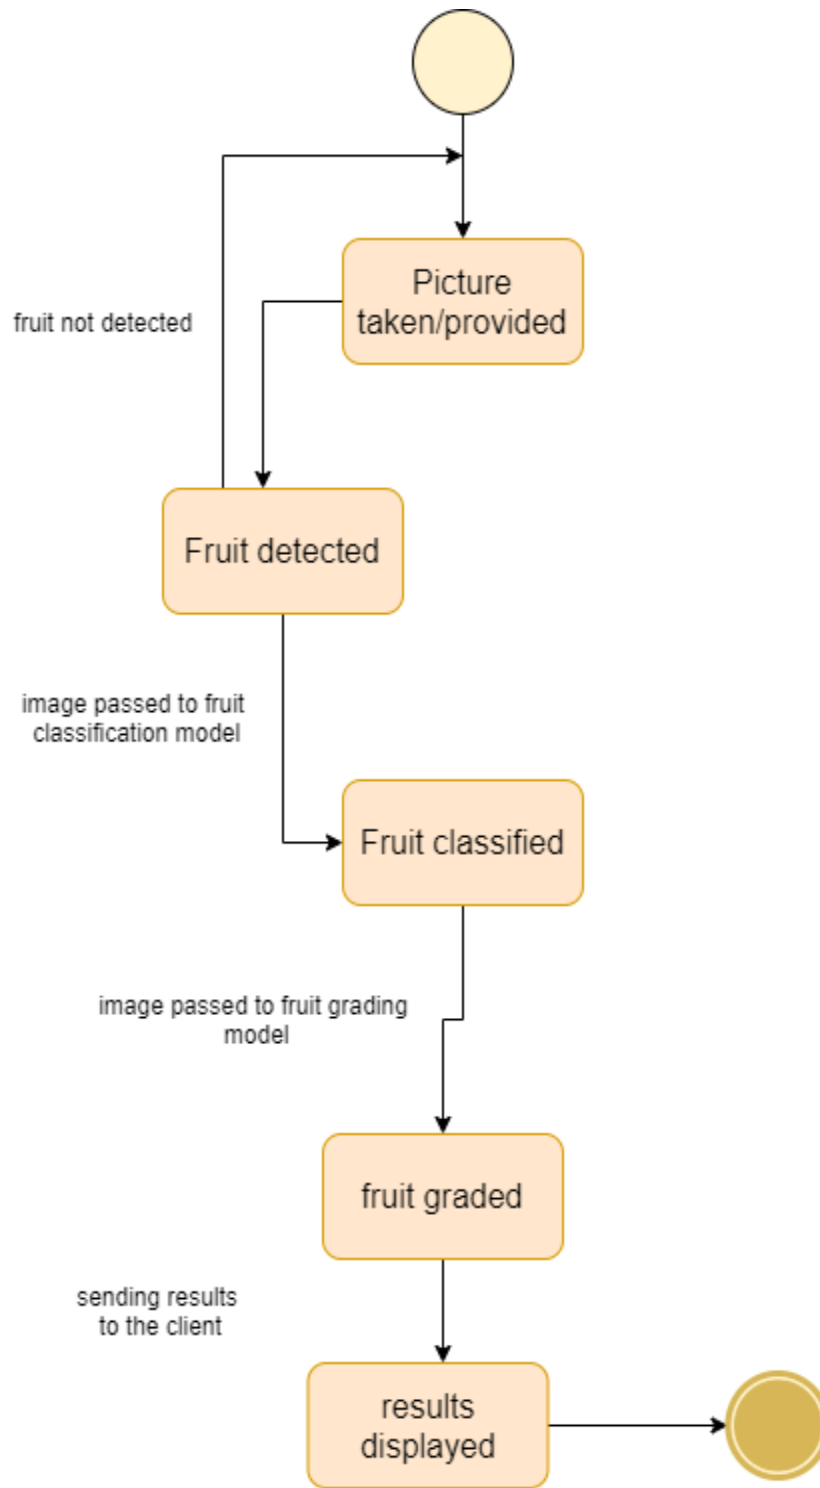 Picture
taken/provided
fruit not detected
Fruit detected
image passed to fruit
classification model
Fruit classified
image passed to fruit grading
model
fruit graded
sending results
to the client
results
displayed